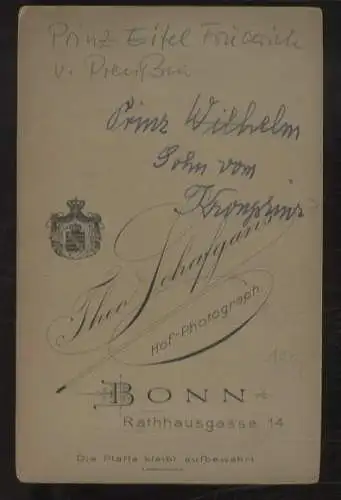 Prinz Eitel Friedrich
v. Preußen
Prinz Wilhelm
Sohn vom
Kronprinz
Theo Schafgans
Hof-Photograph.
BONN
Rathhausgasse 14
Die Platte bleibt aufbewahrt.